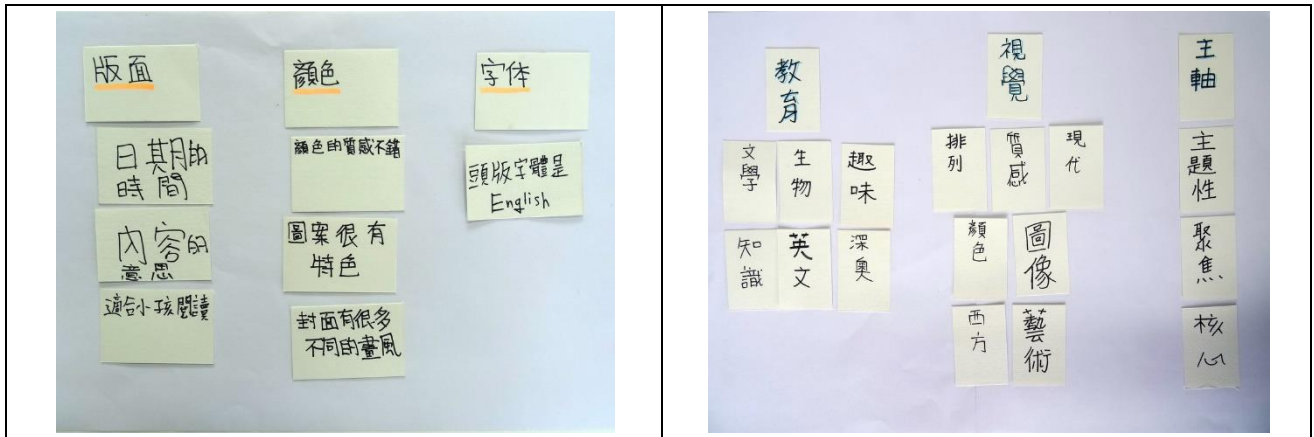 版面
日期的
時間
內容的
意思
適合小孩閱讀
顏色
顏色的質感不錯
圖案很有
特色
封面有很多
不同的畫風
字体
頭版字體是
English
教育
文學
生物
趣味
知識
英文
深奧
視覺
排列
質感
現代
顏色
圖像
西方
藝術
主軸
主題性
聚焦
核心